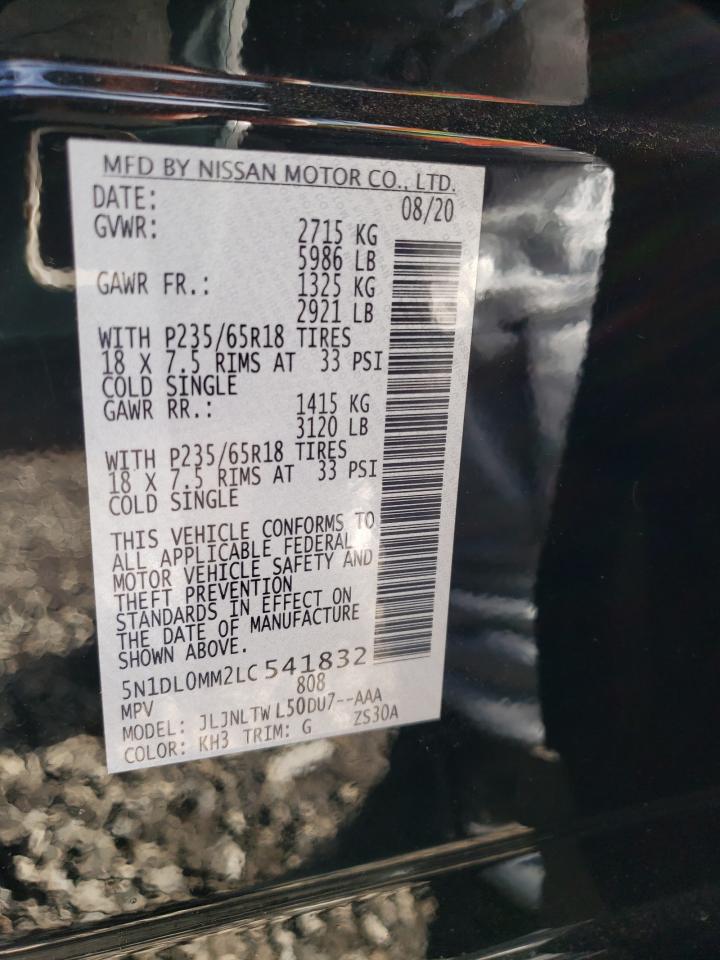 MFD BY NISSAN MOTOR CO., LTD.
DATE: 08/20
GVWR: 2715 KG
5986 LB
GAWR FR.: 1325 KG
2921 LB
WITH P235/65R18 TIRES
18 X 7.5 RIMS AT 33 PSI
COLD SINGLE
GAWR RR.: 1415 KG
3120 LB
WITH P235/65R18 TIRES
18 X 7.5 RIMS AT 33 PSI
COLD SINGLE
THIS VEHICLE CONFORMS TO
ALL APPLICABLE FEDERAL
MOTOR VEHICLE SAFETY AND
THEFT PREVENTION
STANDARDS IN EFFECT ON
THE DATE OF MANUFACTURE
SHOWN ABOVE.
5N1DL0MM2LC541832
MPV 808
MODEL: JLJNLTW L50DU7--AAA
COLOR: KH3 TRIM: G ZS30A